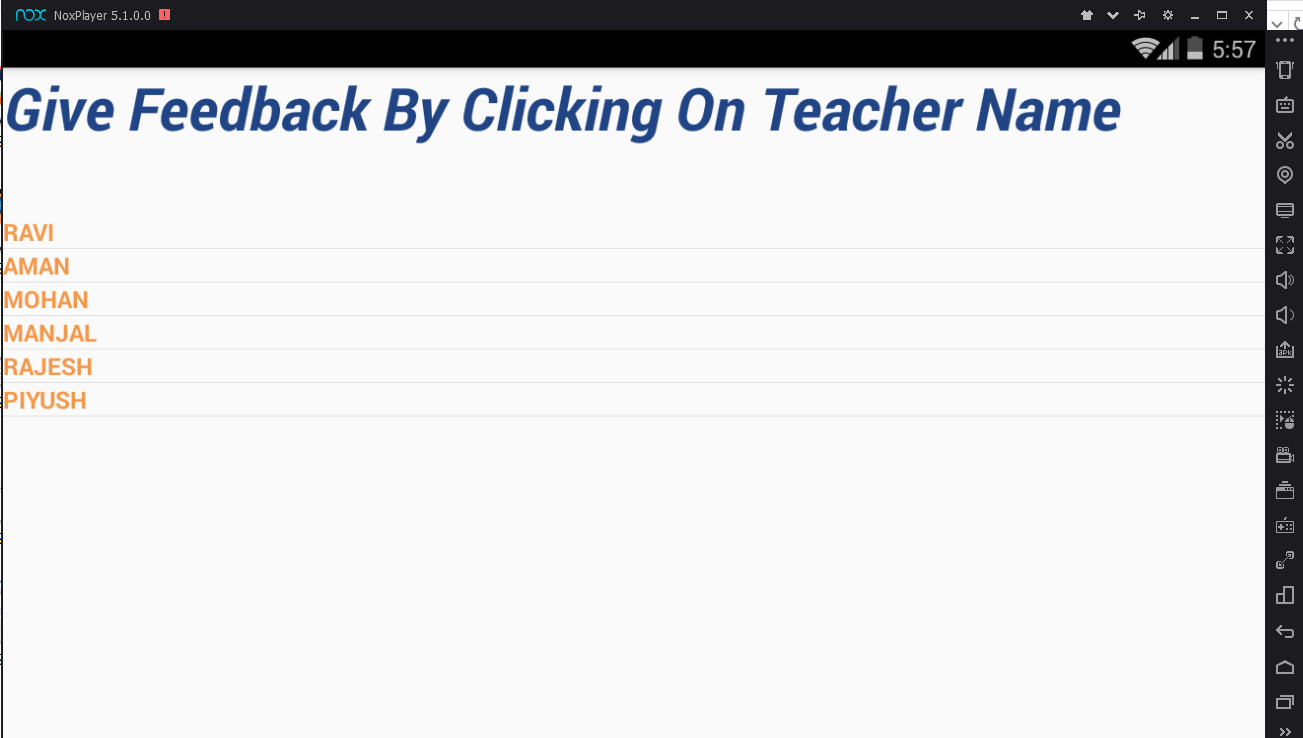 nox NoxPlayer 5.1.0.0
5:57
Give Feedback By Clicking On Teacher Name
RAVI
AMAN
MOHAN
MANJAL
RAJESH
PIYUSH